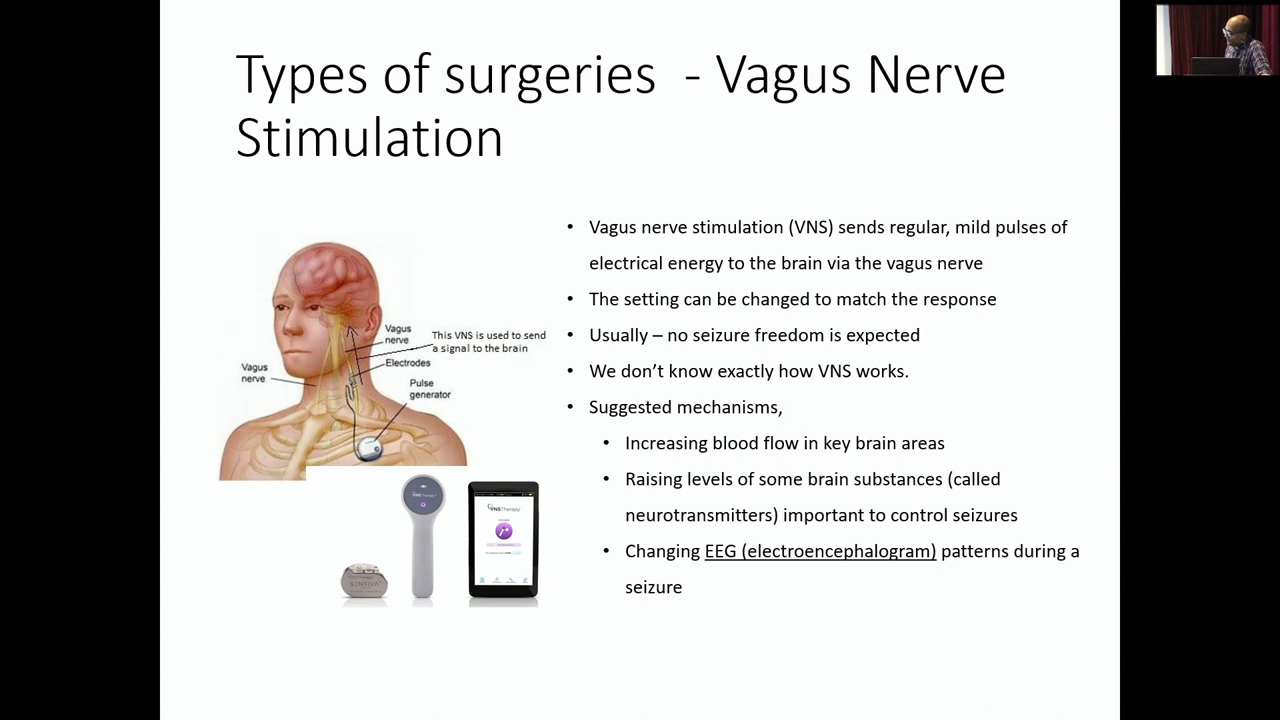 Types of surgeries - Vagus Nerve
Stimulation
Vagus
nerve
This VNS is used to send
a signal to the brain
Electrodes
Vagus
nerve
Pulse
generator
VNSTherapy
SENTIVA
VNSTherapy
• Vagus nerve stimulation (VNS) sends regular, mild pulses of
electrical energy to the brain via the vagus nerve
• The setting can be changed to match the response
• Usually – no seizure freedom is expected
• We don’t know exactly how VNS works.
• Suggested mechanisms,
• Increasing blood flow in key brain areas
• Raising levels of some brain substances (called
neurotransmitters) important to control seizures
• Changing EEG (electroencephalogram) patterns during a
seizure